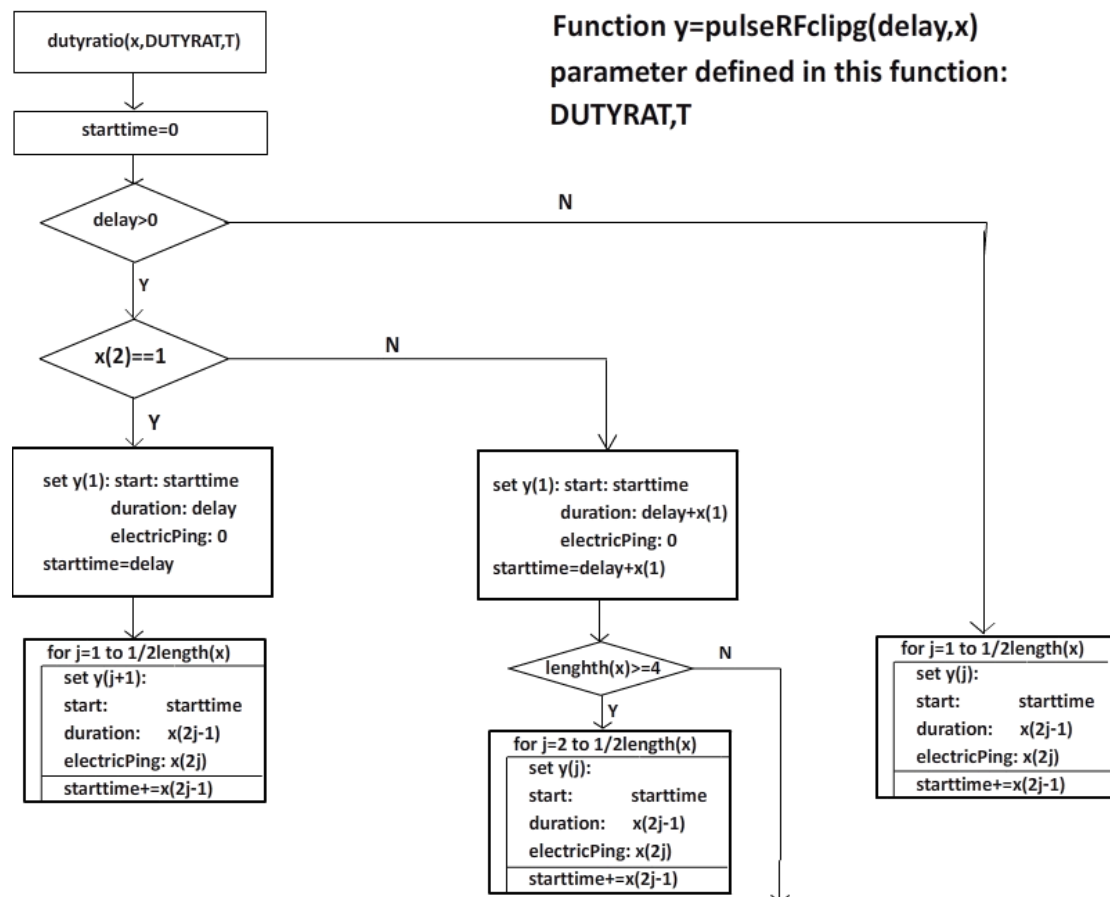 Function y=pulseRFclipg(delay,x)
parameter defined in this function:
DUTYRAT,T
dutyratio(x,DUTYRAT,T)
starttime=0
delay>0
N
Y
x(2)==1
N
Y
set y(1): start: starttime
duration: delay
electricPing: 0
starttime=delay
set y(1): start: starttime
duration: delay+x(1)
electricPing: 0
starttime=delay+x(1)
for j=1 to 1/2length(x)
set y(j+1):
start: starttime
duration: x(2j-1)
electricPing: x(2j)
starttime+=x(2j-1)
lenghth(x)>=4
N
Y
for j=2 to 1/2length(x)
set y(j):
start: starttime
duration: x(2j-1)
electricPing: x(2j)
starttime+=x(2j-1)
for j=1 to 1/2length(x)
set y(j):
start: starttime
duration: x(2j-1)
electricPing: x(2j)
starttime+=x(2j-1)